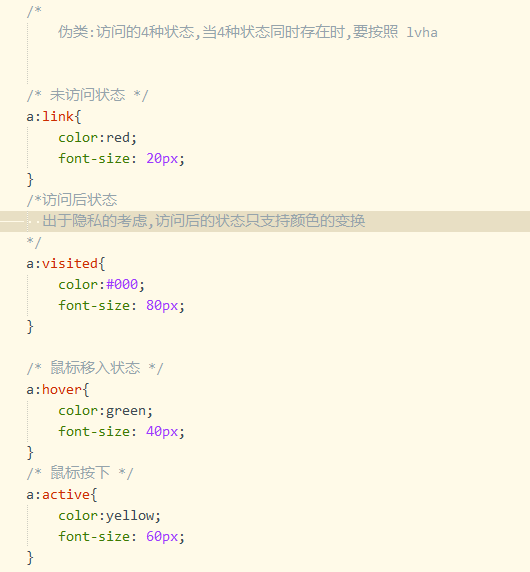 /*
伪类:访问的4种状态,当4种状态同时存在时,要按照 lvha
/* 未访问状态 */
a:link{
color:red;
font-size: 20px;
}
/*访问后状态
出于隐私的考虑,访问后的状态只支持颜色的变换
*/
a:visited{
color:#000;
font-size: 80px;
}
/* 鼠标移入状态 */
a:hover{
color:green;
font-size: 40px;
}
/* 鼠标按下 */
a:active{
color:yellow;
font-size: 60px;
}